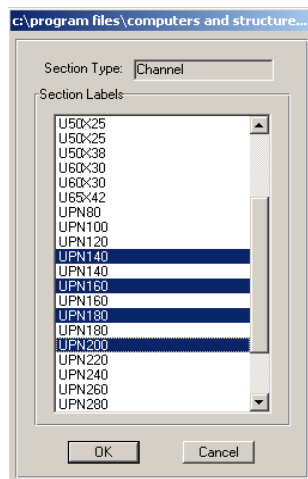 c:\program files\computers and structure...
Section Type: Channel
Section Labels
U50X25
U50X25
U50X38
U60X30
U60X30
U65X42
UPN80
UPN100
UPN120
UPN140
UPN140
UPN160
UPN160
UPN180
UPN180
UPN200
UPN220
UPN240
UPN260
UPN280
OK Cancel